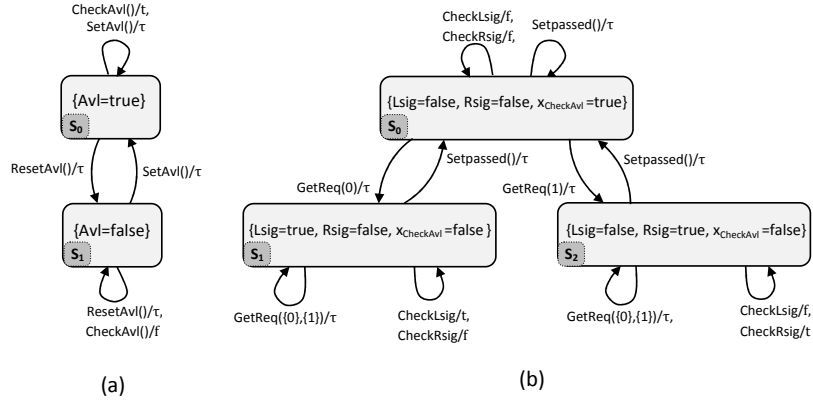 CheckAvl()/t,
SetAvl()/τ
{Avl=true}
S0
ResetAvl()/τ
SetAvl()/τ
{Avl=false}
S1
ResetAvl()/τ,
CheckAvl()/f
(a)
CheckLsig/f,
CheckRsig/f,
Setpassed()/τ
{Lsig=false, Rsig=false, xCheckAvl =true}
S0
GetReq(0)/τ
Setpassed()/τ
GetReq(1)/τ
Setpassed()/τ
{Lsig=true, Rsig=false, xCheckAvl =false }
S1
GetReq({0},{1})/τ
CheckLsig/t,
CheckRsig/f
{Lsig=false, Rsig=true, xCheckAvl =false}
S2
GetReq({0},{1})/τ,
CheckLsig/f,
CheckRsig/t
(b)